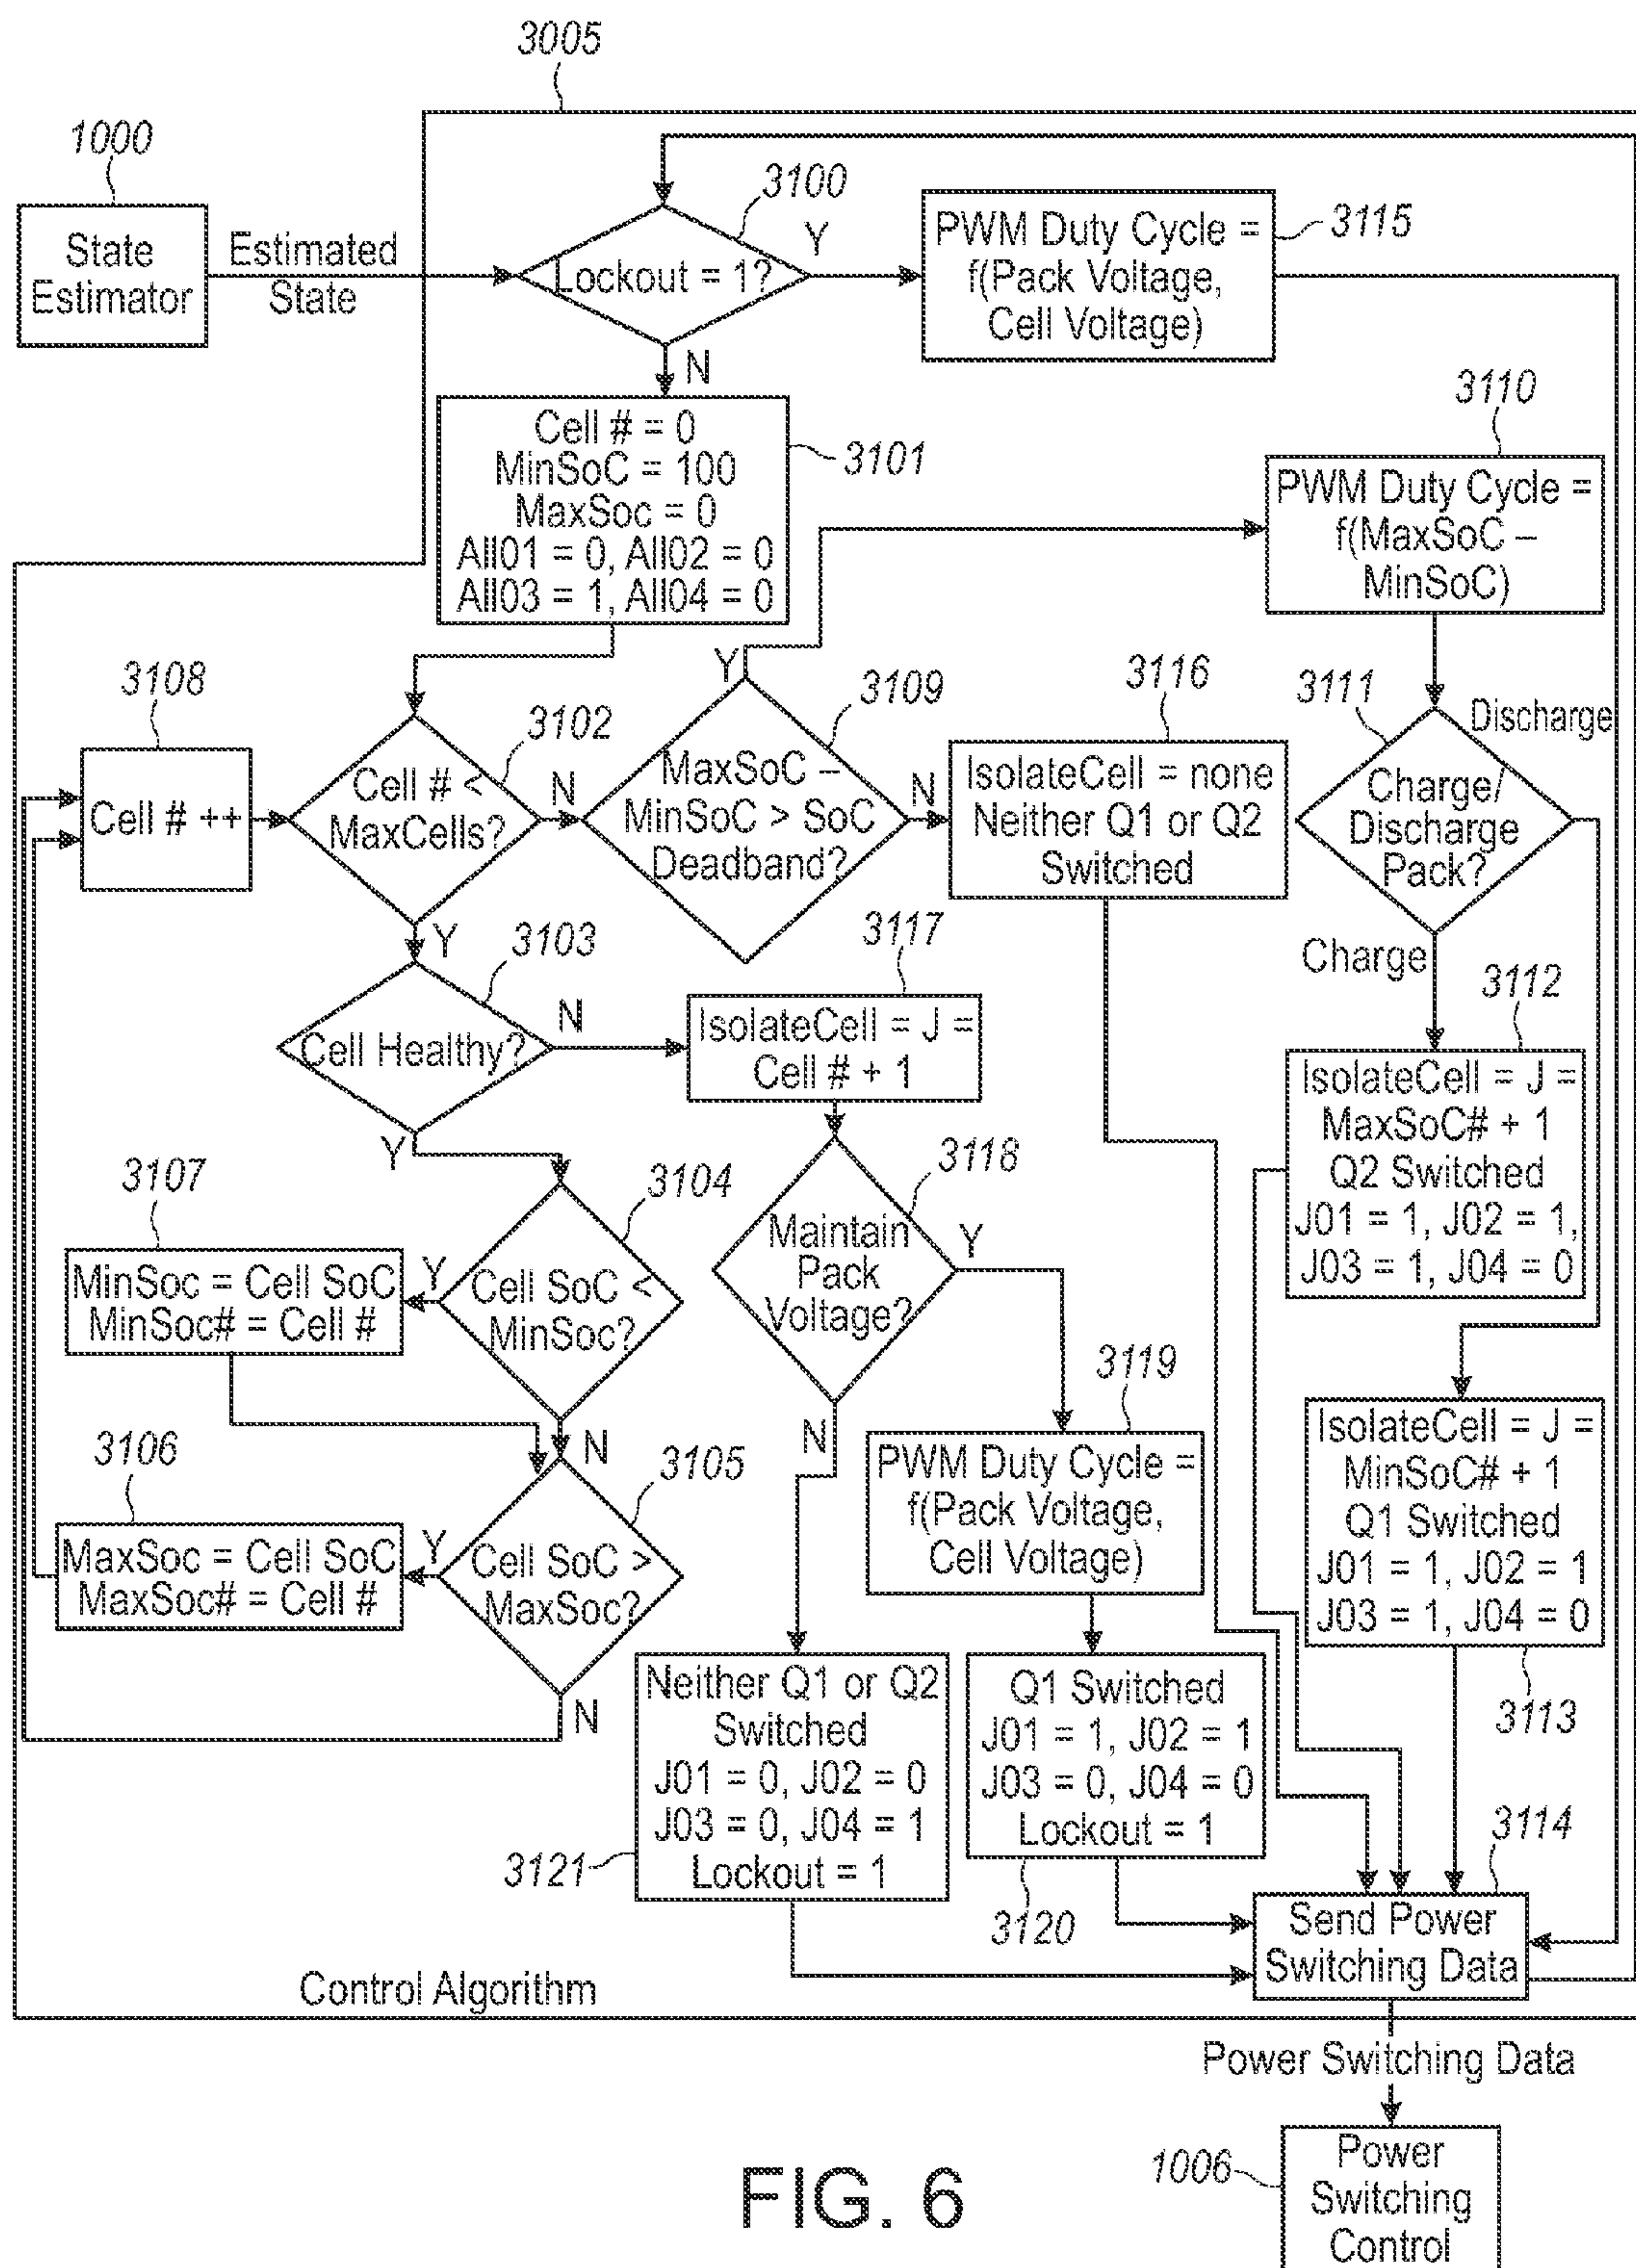 3005
1000
State
Estimator
Estimated
State
3100
Lockout = 1?
Y
N
PWM Duty Cycle =
f(Pack Voltage,
Cell Voltage)
3115
Cell # = 0
MinSoC = 100
MaxSoc = 0
All01 = 0, All02 = 0
All03 = 1, All04 = 0
3101
3110
PWM Duty Cycle =
f(MaxSoC –
MinSoC)
3108
Cell # ++
3102
Cell # <
MaxCells?
N
Y
Y
3109
MaxSoC –
MinSoC > SoC
Deadband?
N
3116
IsolateCell = none
Neither Q1 or Q2
Switched
3111
Discharge
Charge/
Discharge
Pack?
Charge
3103
Cell Healthy?
N
Y
3117
IsolateCell = J =
Cell # + 1
3112
IsolateCell = J =
MaxSoC# + 1
Q2 Switched
J01 = 1, J02 = 1,
J03 = 1, J04 = 0
3107
MinSoc = Cell SoC
MinSoc# = Cell #
Y
3104
Cell SoC <
MinSoc?
N
3118
Maintain
Pack
Voltage?
Y
N
3119
PWM Duty Cycle =
f(Pack Voltage,
Cell Voltage)
IsolateCell = J =
MinSoC# + 1
Q1 Switched
J01 = 1, J02 = 1
J03 = 1, J04 = 0
3113
3106
MaxSoc = Cell SoC
MaxSoc# = Cell #
Y
3105
Cell SoC >
MaxSoc?
N
Neither Q1 or Q2
Switched
J01 = 0, J02 = 0
J03 = 0, J04 = 1
Lockout = 1
3121
Q1 Switched
J01 = 1, J02 = 1
J03 = 0, J04 = 0
Lockout = 1
3120
3114
Send Power
Switching Data
Control Algorithm
Power Switching Data
1006
Power
Switching
Control
FIG. 6